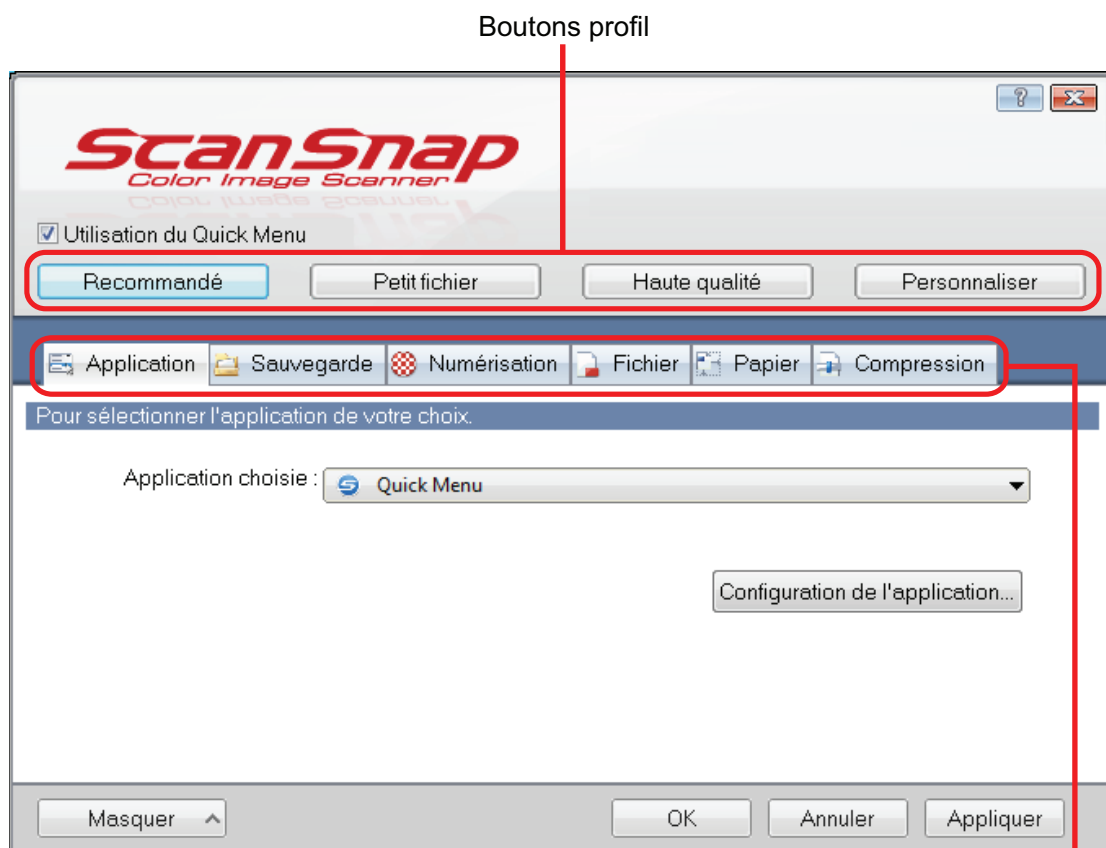 Boutons profil
ScanSnap
Color Image Scanner
Utilisation du Quick Menu
Recommandé Petit fichier Haute qualité Personnaliser
Application Sauvegarde Numérisation Fichier Papier Compression
Pour sélectionner l'application de votre choix.
Application choisie : Quick Menu
Configuration de l'application...
Masquer OK Annuler Appliquer